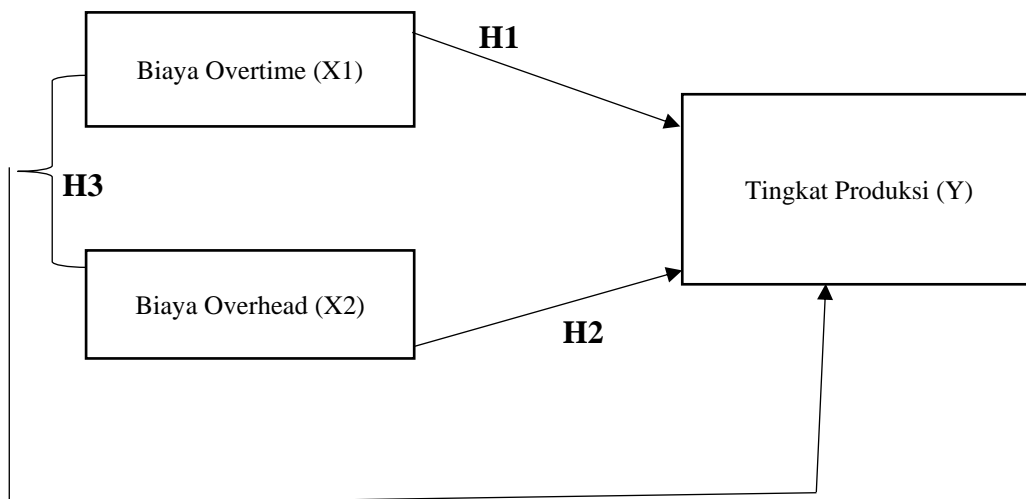 H1
Biaya Overtime (X1)
Tingkat Produksi (Y)
H3
Biaya Overhead (X2)
H2